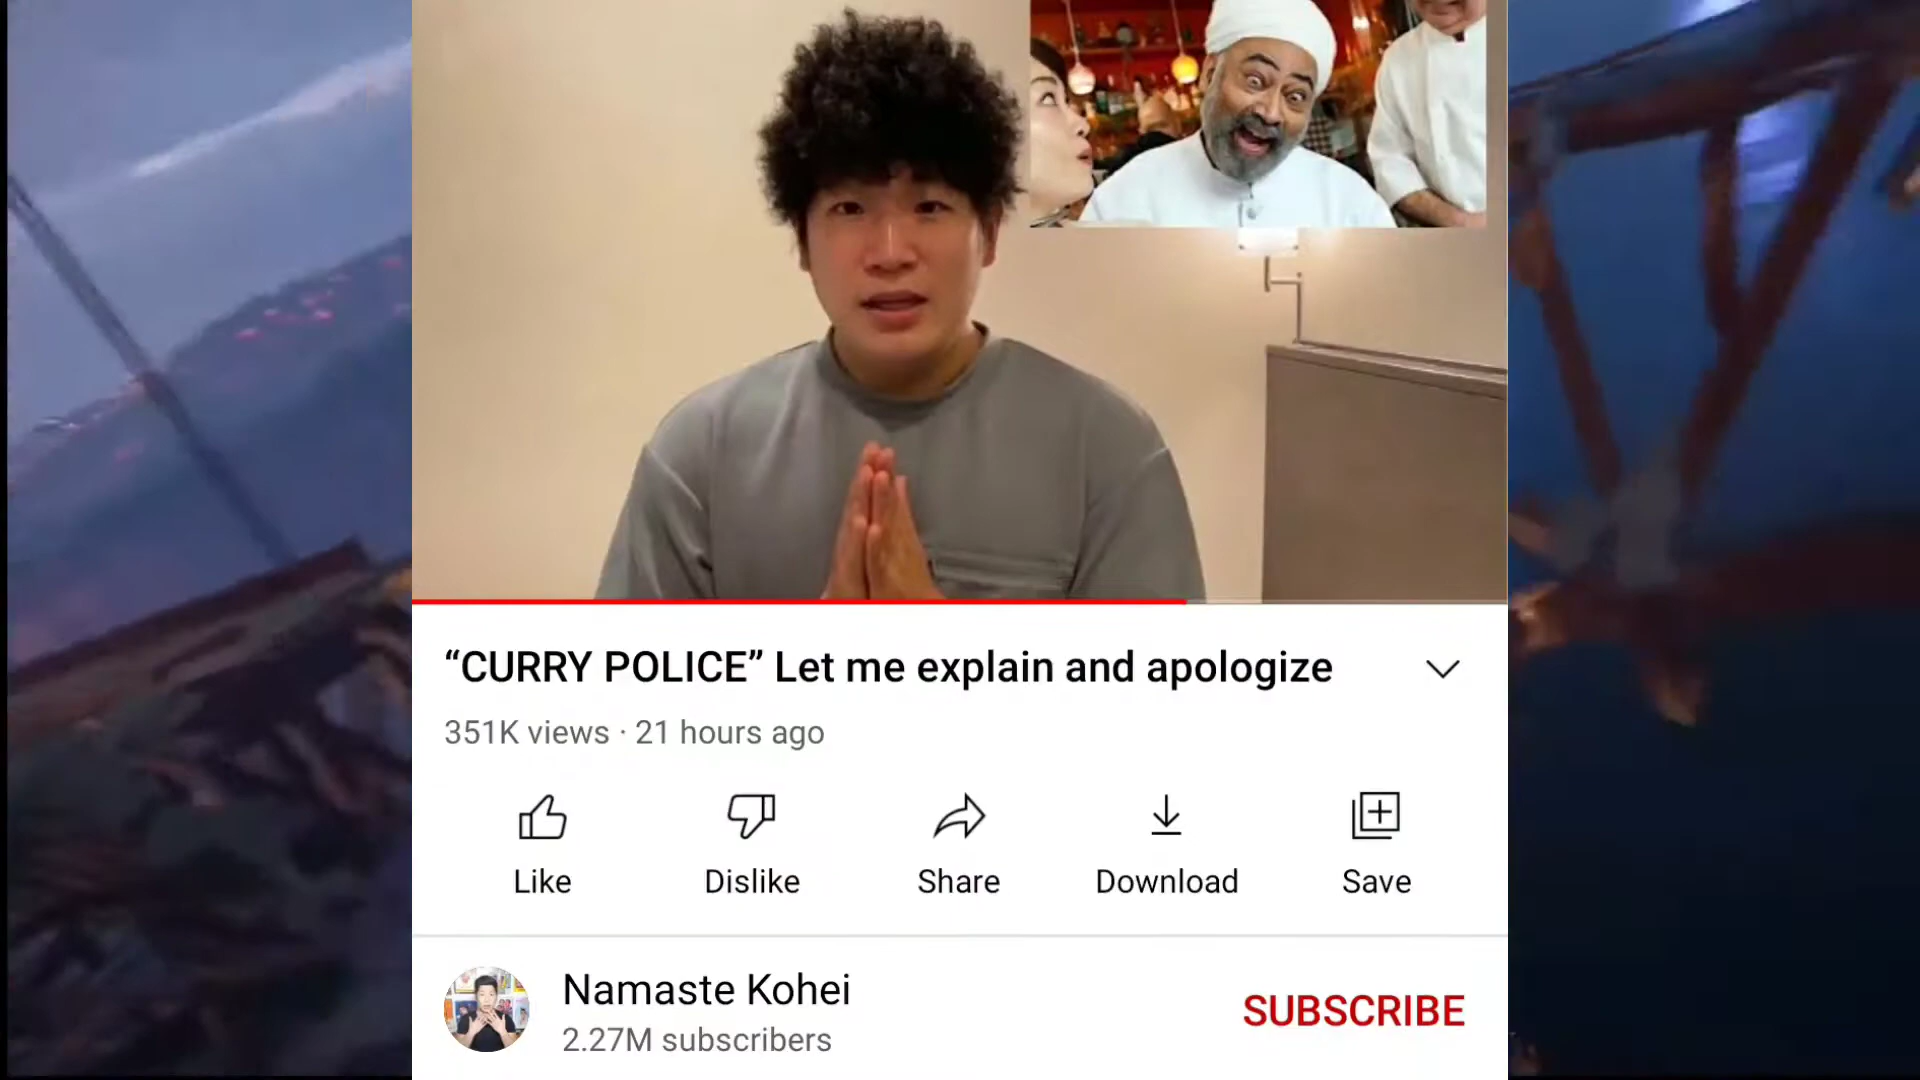 “CURRY POLICE” Let me explain and apologize
351K views · 21 hours ago
Like
Dislike
Share
Download
Save
Namaste Kohei
2.27M subscribers
SUBSCRIBE